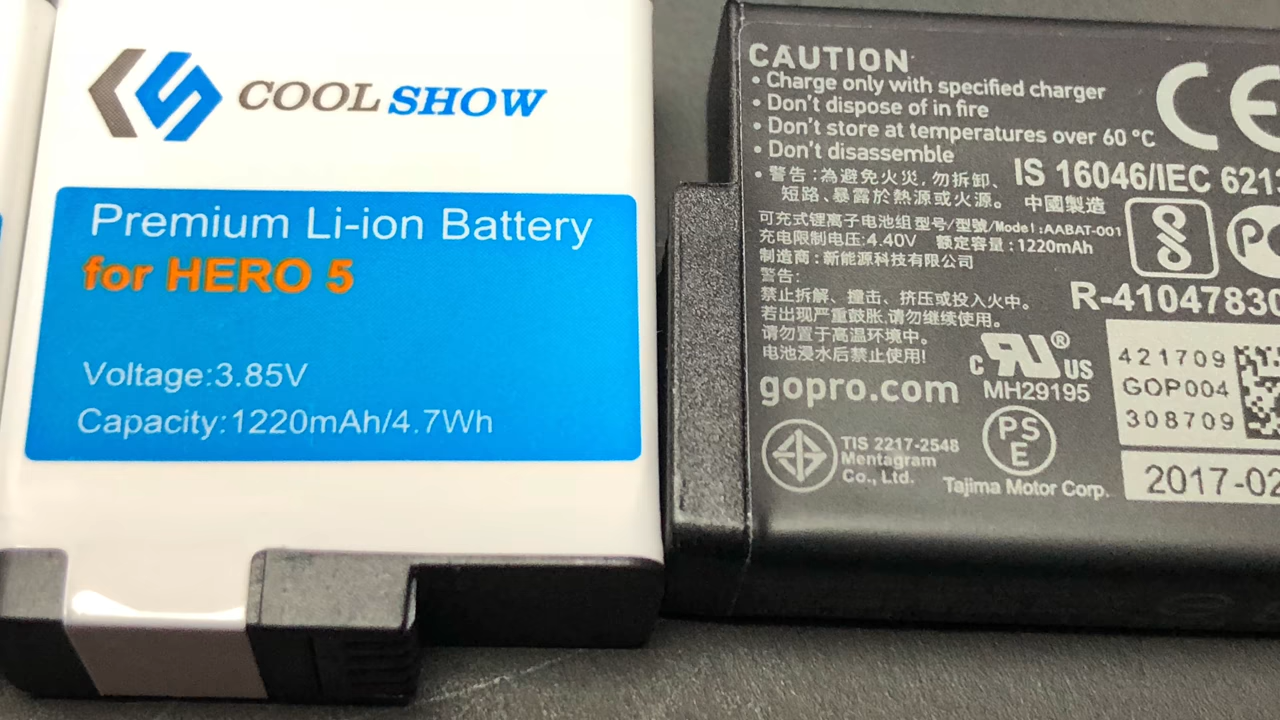 COOL SHOW
Premium Li-ion Battery
for HERO 5
Voltage:3.85V
Capacity:1220mAh/4.7Wh
CAUTION
• Charge only with specified charger
• Don't dispose of in fire
• Don't store at temperatures over 60 °C
• Don't disassemble
• 警告：為避免火災，勿拆卸、
短路、暴露於熱源或火源。 中國製造
IS 16046/IEC 6213
可充式锂离子电池组 型号/型號/Model:AABAT-001
充电限制电压:4.40V 额定容量:1220mAh
制造商：新能源科技有限公司
警告:
禁止拆解、撞击、挤压或投入火中。
若出现严重鼓胀,请勿继续使用。
请勿置于高温环境中。
电池浸水后禁止使用!
R-4104783
gopro.com
c UR® US
MH29195
421709
GOP004
308709
TIS 2217-2548
Mentagram
Co., Ltd.
PS
E
Tajima Motor Corp.
2017-02
CE